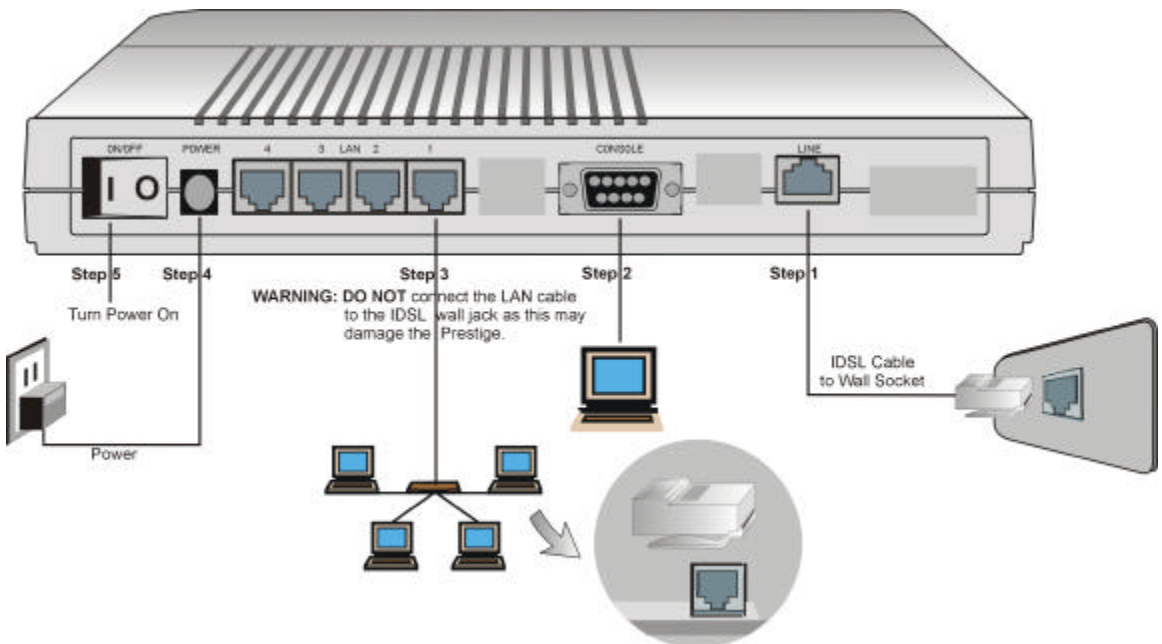 ON/OFF POWER 4 3 LAN 2 1 CONSOLE LINE
I O
Step 5 Step 4 Step 3 Step 2 Step 1
Turn Power On
WARNING: DO NOT connect the LAN cable
to the IDSL wall jack as this may
damage the Prestige.
IDSL Cable
to Wall Socket
Power